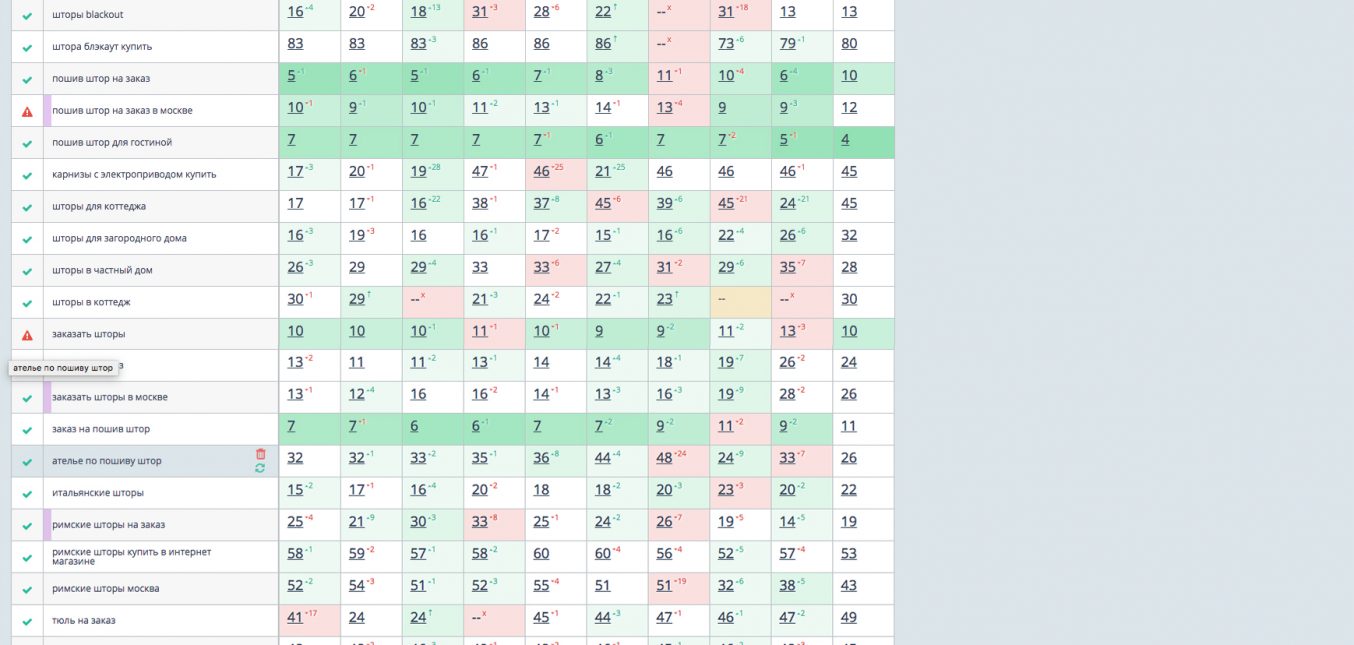 шторы blackout 16 +4 20 -2 18 +13 31 -3 28 -6 22 ↑ -- x 31 -18 13 13
штора блэкаут купить 83 83 83 +3 86 86 86 ↑ -- x 73 +6 79 +1 80
пошив штор на заказ 5 +1 6 -1 5 +1 6 +1 7 +1 8 +3 11 -1 10 -4 6 +4 10
пошив штор на заказ в москве 10 -1 9 +1 10 +1 11 +2 13 +1 14 -1 13 -4 9 9 +3 12
пошив штор для гостиной 7 7 7 7 7 -1 6 +1 7 7 -2 5 -1 4
карнизы с электроприводом купить 17 +3 20 -1 19 +28 47 -1 46 -25 21 +25 46 46 46 -1 45
шторы для коттеджа 17 17 -1 16 +22 38 -1 37 +8 45 -6 39 +6 45 -21 24 +21 45
шторы для загородного дома 16 +3 19 -3 16 16 +1 17 -2 15 +1 16 +6 22 +4 26 +6 32
шторы в частный дом 26 +3 29 29 +4 33 33 -6 27 +4 31 -2 29 +6 35 -7 28
шторы в коттедж 30 -1 29 ↑ -- x 21 +3 24 -2 22 +1 23 ↑ -- -- x 30
заказать шторы 10 10 10 +1 11 -1 10 +1 9 9 +2 11 +2 13 -3 10
ателье по пошиву штор з 13 -2 11 11 +2 13 +1 14 14 +4 18 +1 19 +7 26 -2 24
заказать шторы в москве 13 -1 12 +4 16 16 -2 14 -1 13 +3 16 +3 19 +9 28 -2 26
заказ на пошив штор 7 7 -1 6 6 +1 7 7 +2 9 +2 11 -2 9 +2 11
ателье по пошиву штор 32 32 +1 33 +2 35 +1 36 +8 44 +4 48 -24 24 +9 33 -7 26
итальянские шторы 15 +2 17 -1 16 +4 20 -2 18 18 +2 20 +3 23 -3 20 +2 22
римские шторы на заказ 25 -4 21 +9 30 +3 33 -8 25 -1 24 +2 26 -7 19 -5 14 +5 19
римские шторы купить в интернет
магазине 58 +1 59 -2 57 +1 58 +2 60 60 -4 56 -4 52 +5 57 -4 53
римские шторы москва 52 +2 54 -3 51 +1 52 +3 55 -4 51 51 -19 32 +6 38 +5 43
тюль на заказ 41 -17 24 24 ↑ -- x 45 -1 44 +3 47 -1 46 +1 47 +2 49